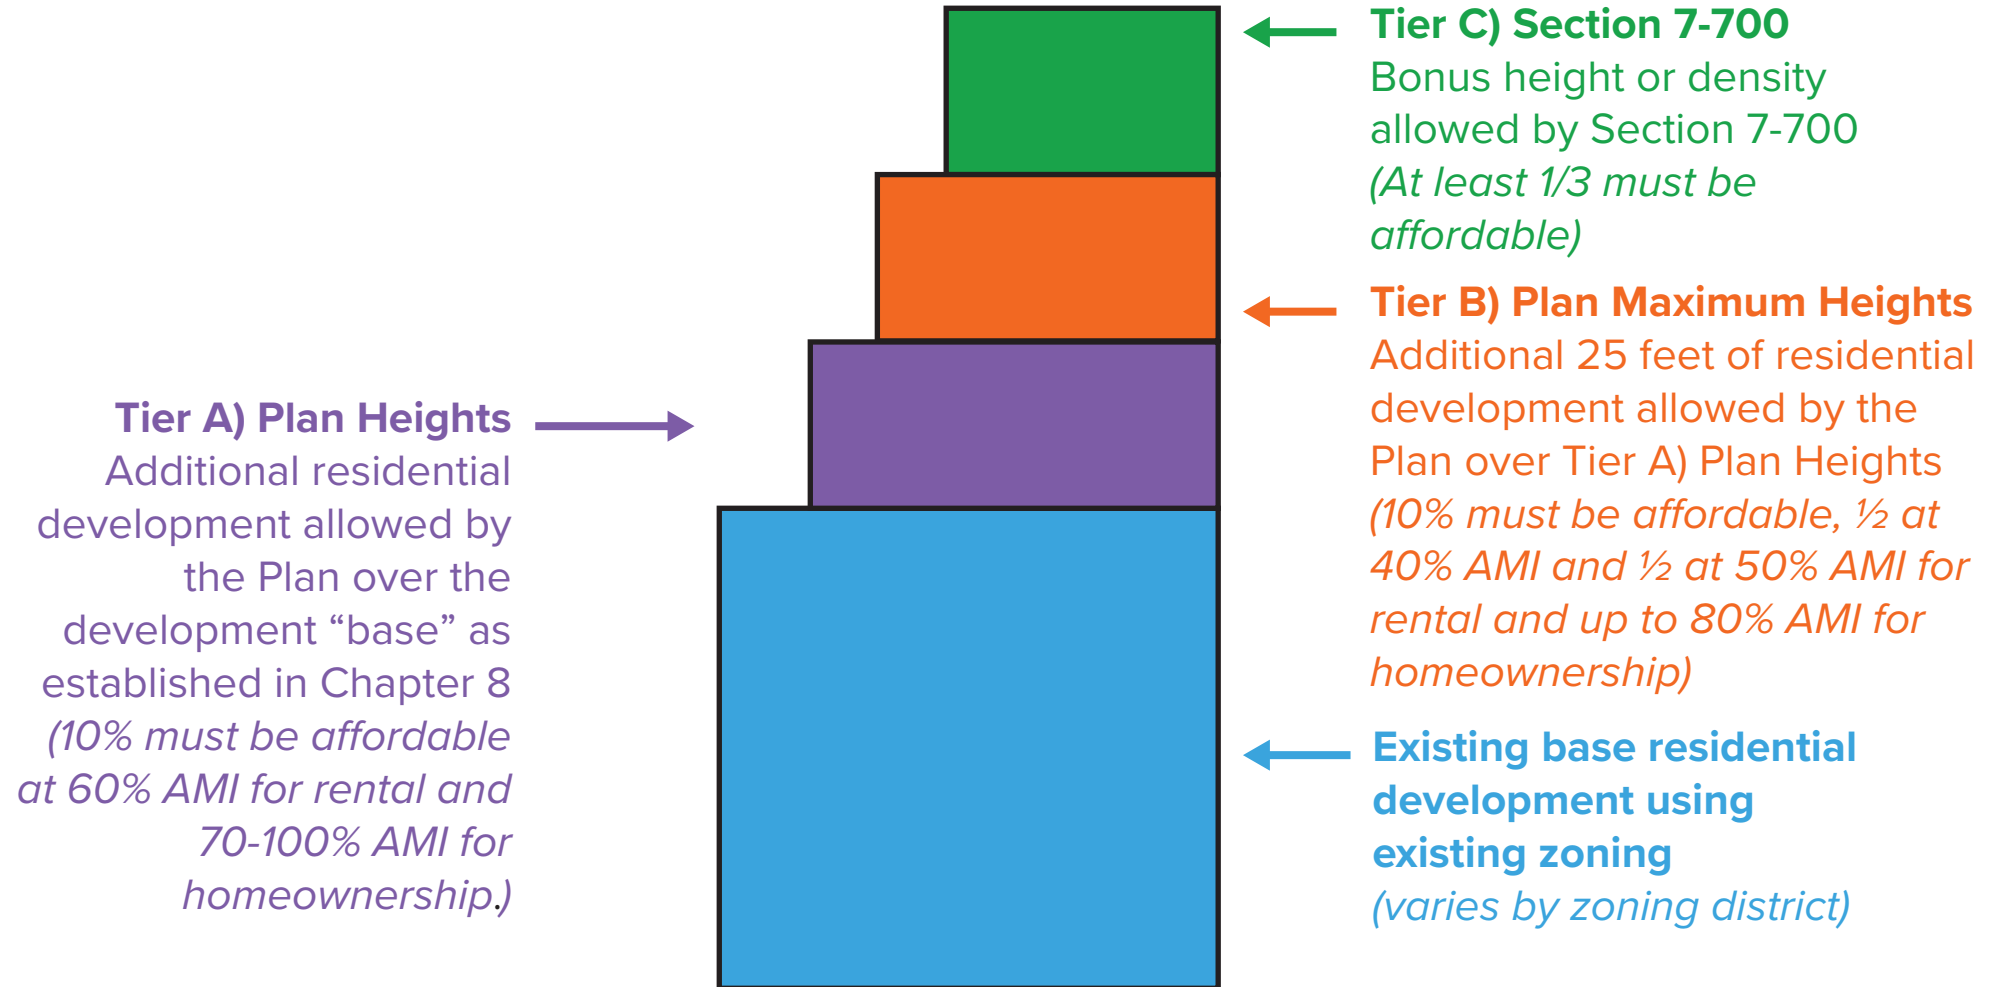 Tier C) Section 7-700
Bonus height or density
allowed by Section 7-700
(At least 1/3 must be
affordable)
Tier B) Plan Maximum Heights
Additional 25 feet of residential
development allowed by the
Plan over Tier A) Plan Heights
(10% must be affordable, ½ at
40% AMI and ½ at 50% AMI for
rental and up to 80% AMI for
homeownership)
Tier A) Plan Heights
Additional residential
development allowed by
the Plan over the
development “base” as
established in Chapter 8
(10% must be affordable
at 60% AMI for rental and
70-100% AMI for
homeownership.)
Existing base residential
development using
existing zoning
(varies by zoning district)